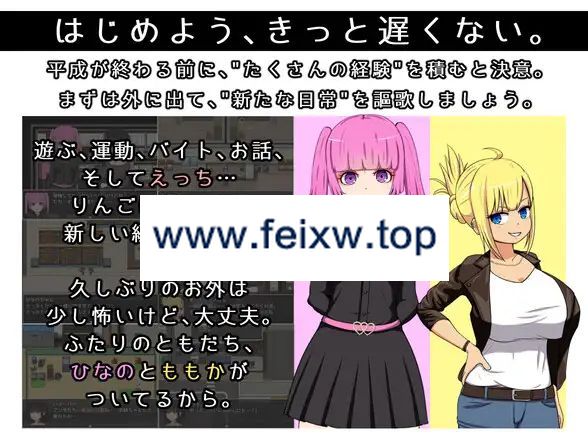 はじめよう、きっと遅くない。
平成が終わる前に、"たくさんの経験"を積むと決意。
まずは外に出て、"新たな日常"を謳歌しましょう。
遊ぶ、運動、バイト、お話、
そしてえっち…
りんご
新しい
www.feixw.top
久しぶりのお外は
少し怖いけど、大丈夫。
ふたりのともだち、
ひなのとももかが
ついてるから。